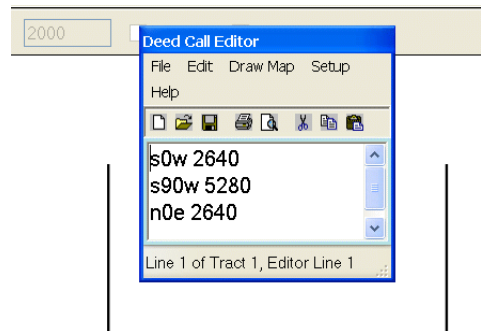 2000
Deed Call Editor
File Edit Draw Map Setup
Help
s0w 2640
s90w 5280
n0e 2640
Line 1 of Tract 1, Editor Line 1